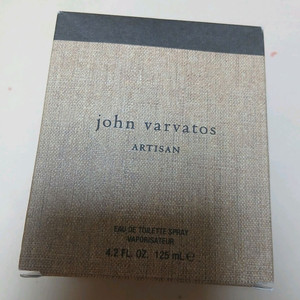 john varvatos
ARTISAN
EAU DE TOILETTE SPRAY
VAPORISATEUR
4.2 FL. OZ. 125 mL ℮